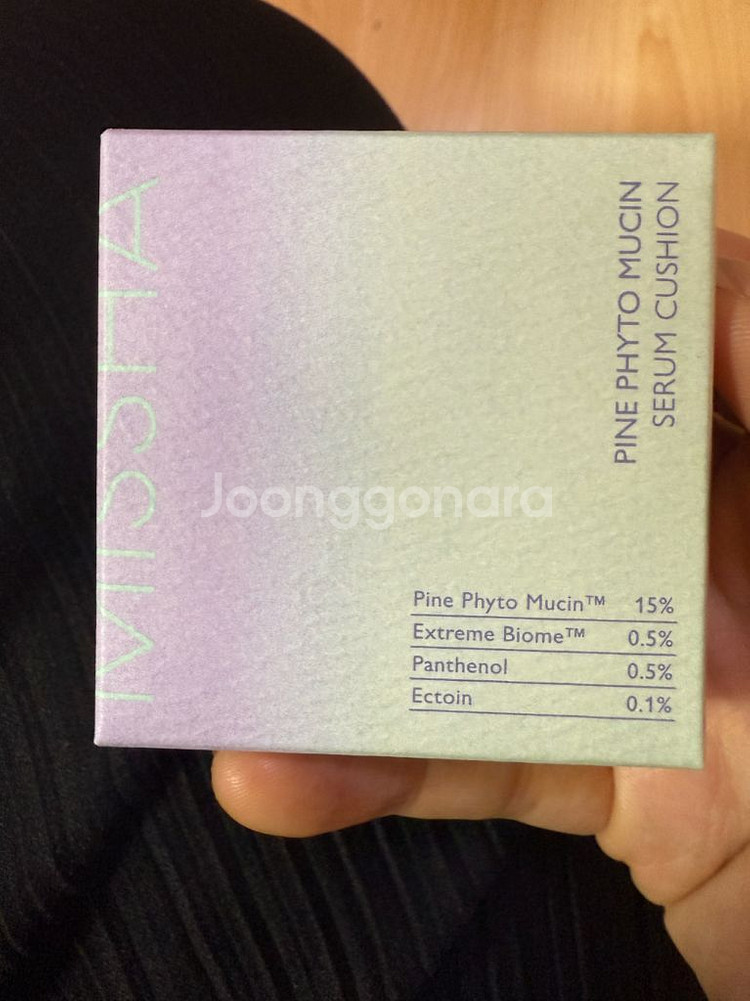 MISSHA
PINE PHYTO MUCIN
SERUM CUSHION
Joonggonara
Pine Phyto Mucin™ 15%
Extreme Biome™ 0.5%
Panthenol 0.5%
Ectoin 0.1%